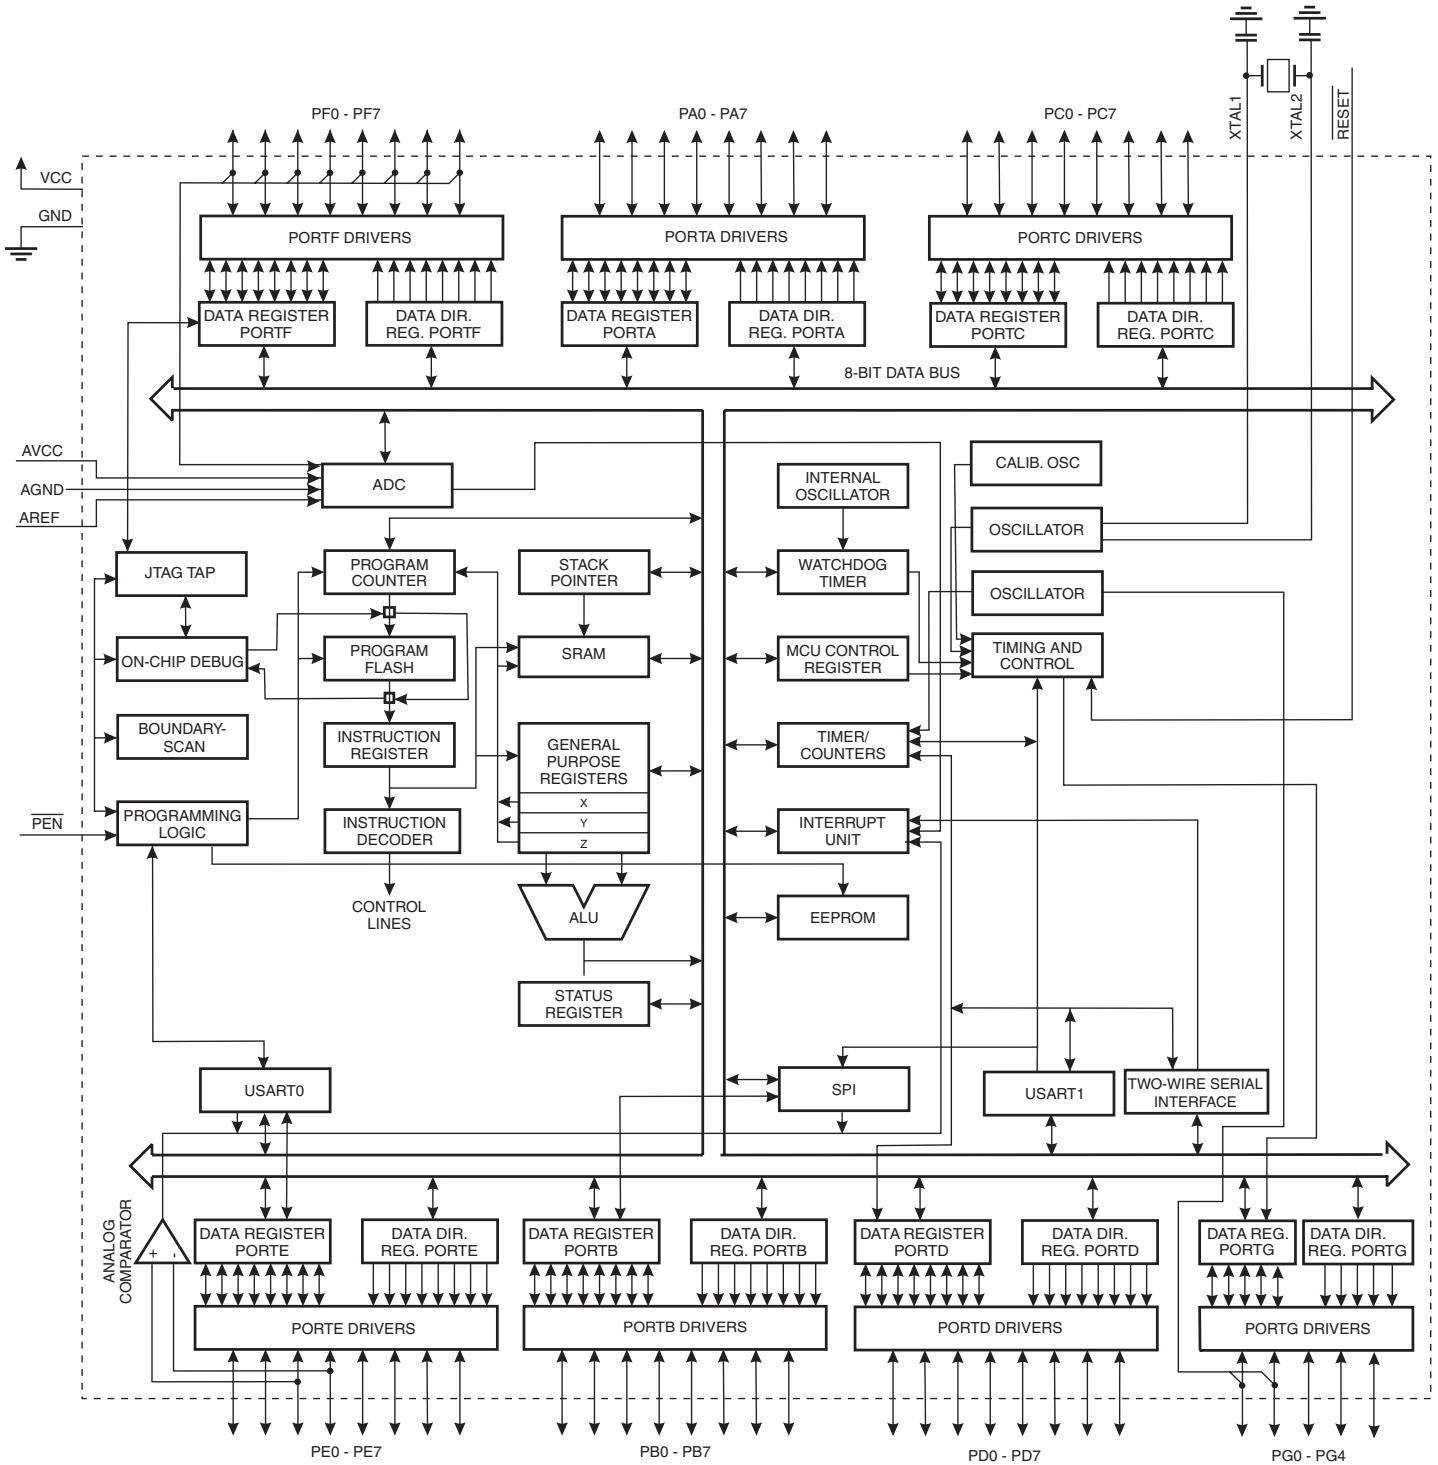 XTAL1
XTAL2
RESET
PF0 - PF7
PA0 - PA7
PC0 - PC7
VCC
GND
PORTF DRIVERS
PORTA DRIVERS
PORTC DRIVERS
DATA REGISTER
PORTF
DATA DIR.
REG. PORTF
DATA REGISTER
PORTA
DATA DIR.
REG. PORTA
DATA REGISTER
PORTC
DATA DIR.
REG. PORTC
8-BIT DATA BUS
AVCC
AGND
AREF
ADC
INTERNAL
OSCILLATOR
CALIB. OSC
OSCILLATOR
JTAG TAP
PROGRAM
COUNTER
STACK
POINTER
WATCHDOG
TIMER
OSCILLATOR
ON-CHIP DEBUG
PROGRAM
FLASH
SRAM
MCU CONTROL
REGISTER
TIMING AND
CONTROL
BOUNDARY-
SCAN
INSTRUCTION
REGISTER
GENERAL
PURPOSE
REGISTERS
X
Y
Z
TIMER/
COUNTERS
PEN
PROGRAMMING
LOGIC
INSTRUCTION
DECODER
INTERRUPT
UNIT
CONTROL
LINES
ALU
EEPROM
STATUS
REGISTER
USART0
SPI
USART1
TWO-WIRE SERIAL
INTERFACE
ANALOG
COMPARATOR
+
-
DATA REGISTER
PORTE
DATA DIR.
REG. PORTE
DATA REGISTER
PORTB
DATA DIR.
REG. PORTB
DATA REGISTER
PORTD
DATA DIR.
REG. PORTD
DATA REG.
PORTG
DATA DIR.
REG. PORTG
PORTE DRIVERS
PORTB DRIVERS
PORTD DRIVERS
PORTG DRIVERS
PE0 - PE7
PB0 - PB7
PD0 - PD7
PG0 - PG4